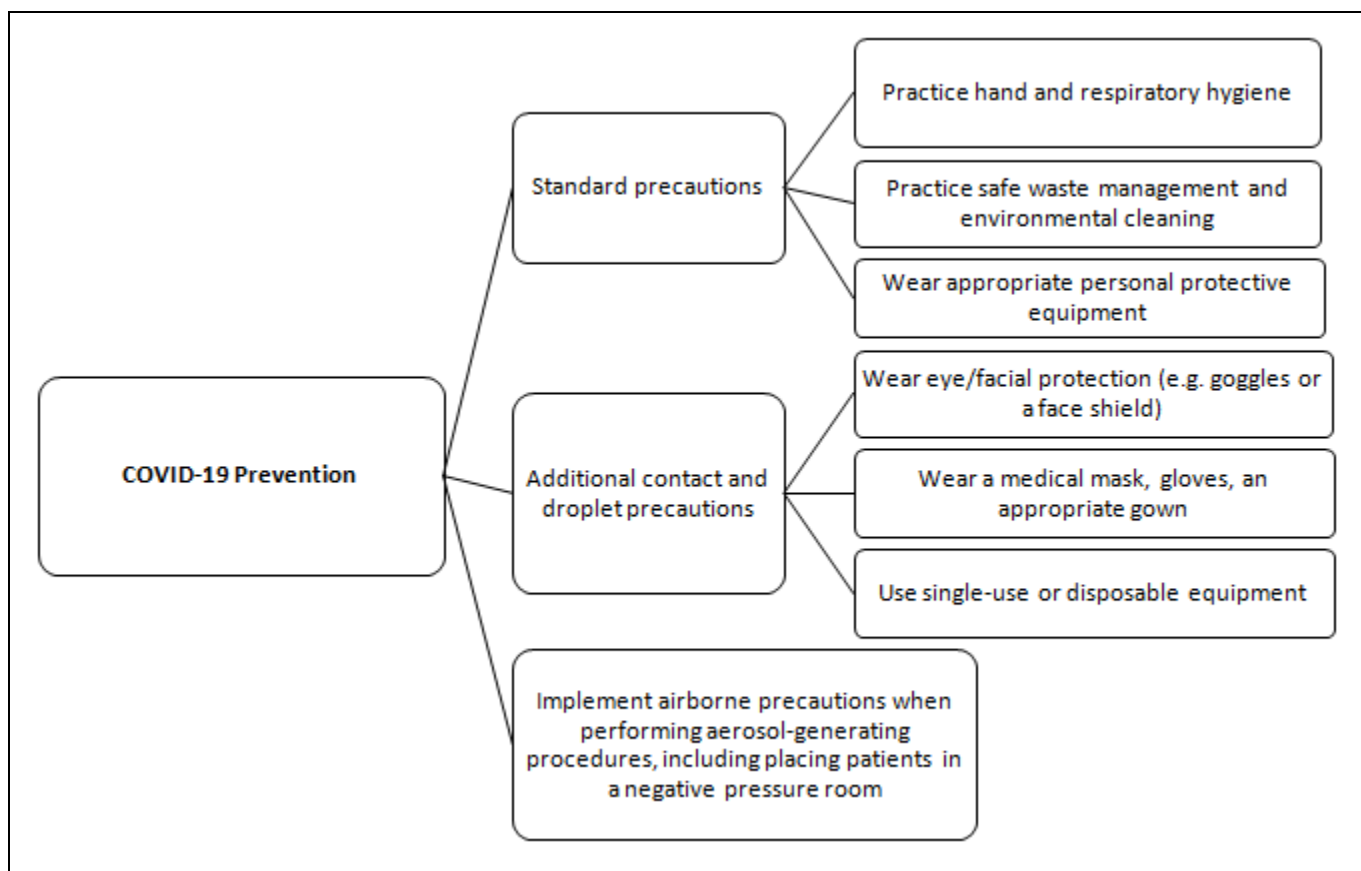 COVID-19 Prevention
Standard precautions
Practice hand and respiratory hygiene
Practice safe waste management and
environmental cleaning
Wear appropriate personal protective
equipment
Additional contact and
droplet precautions
Wear eye/facial protection (e.g. goggles or
a face shield)
Wear a medical mask, gloves, an
appropriate gown
Use single-use or disposable equipment
Implement airborne precautions when
performing aerosol-generating
procedures, including placing patients in
a negative pressure room